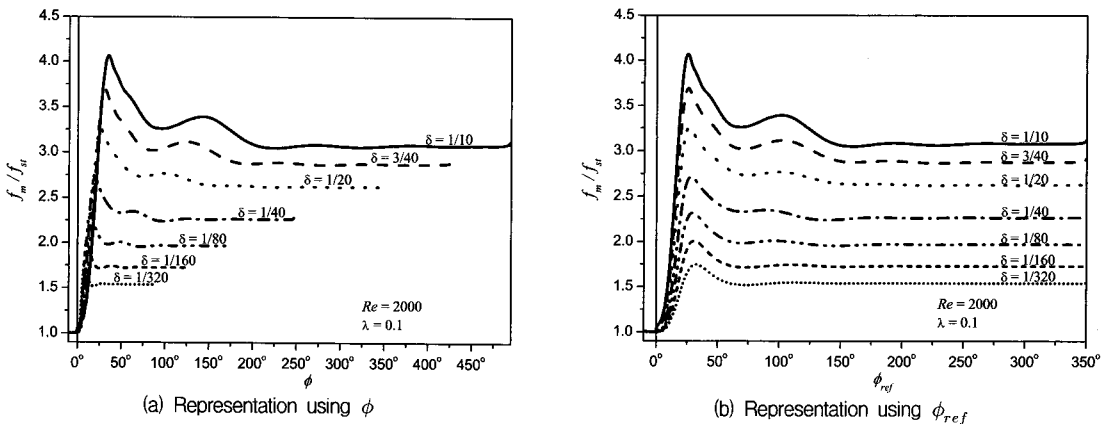 4.5
4.0
3.5
3.0
2.5
2.0
1.5
1.0
f_m / f_st
δ = 1/10
δ = 3/40
δ = 1/20
δ = 1/40
δ = 1/80
δ = 1/160
δ = 1/320
Re = 2000
λ = 0.1
0° 50° 100° 150° 200° 250° 300° 350° 400° 450°
ϕ
(a) Representation using ϕ
4.5
4.0
3.5
3.0
2.5
2.0
1.5
1.0
f_m / f_st
δ = 1/10
δ = 3/40
δ = 1/20
δ = 1/40
δ = 1/80
δ = 1/160
δ = 1/320
Re = 2000
λ = 0.1
0° 50° 100° 150° 200° 250° 300° 350°
ϕ_ref
(b) Representation using ϕ_ref